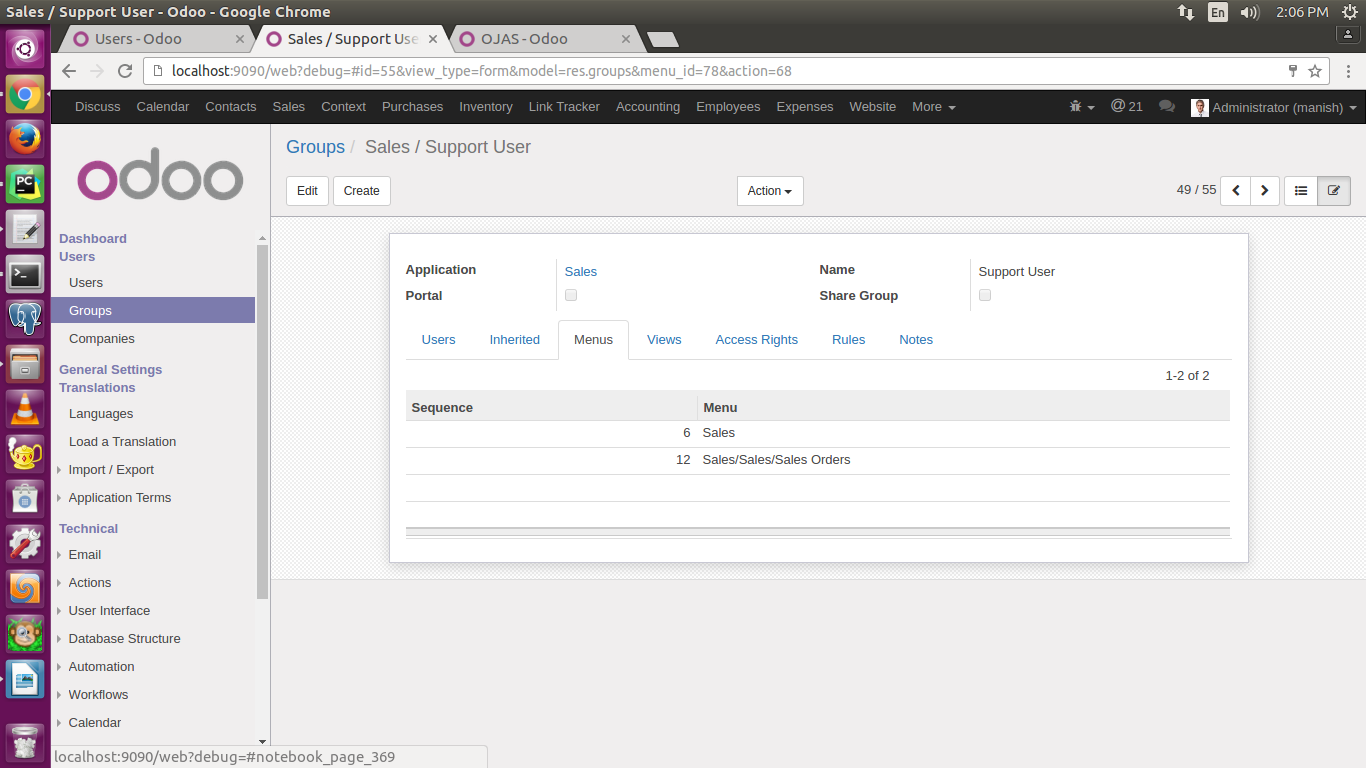 Sales / Support User - Odoo - Google Chrome
En
2:06 PM
Users - Odoo
Sales / Support Use
OJAS - Odoo
localhost:9090/web?debug=#id=55&view_type=form&model=res.groups&menu_id=78&action=68
Discuss Calendar Contacts Sales Context Purchases Inventory Link Tracker Accounting Employees Expenses Website More
@ 21
Administrator (manish)
odoo
Groups / Sales / Support User
Edit Create
Action
49 / 55
Dashboard
Users
Users
Groups
Companies
General Settings
Translations
Languages
Load a Translation
Import / Export
Application Terms
Technical
Email
Actions
User Interface
Database Structure
Automation
Workflows
Calendar
Application Sales
Name Support User
Portal
Share Group
Users Inherited Menus Views Access Rights Rules Notes
1-2 of 2
Sequence Menu
6 Sales
12 Sales/Sales/Sales Orders
PC
localhost:9090/web?debug=#notebook_page_369